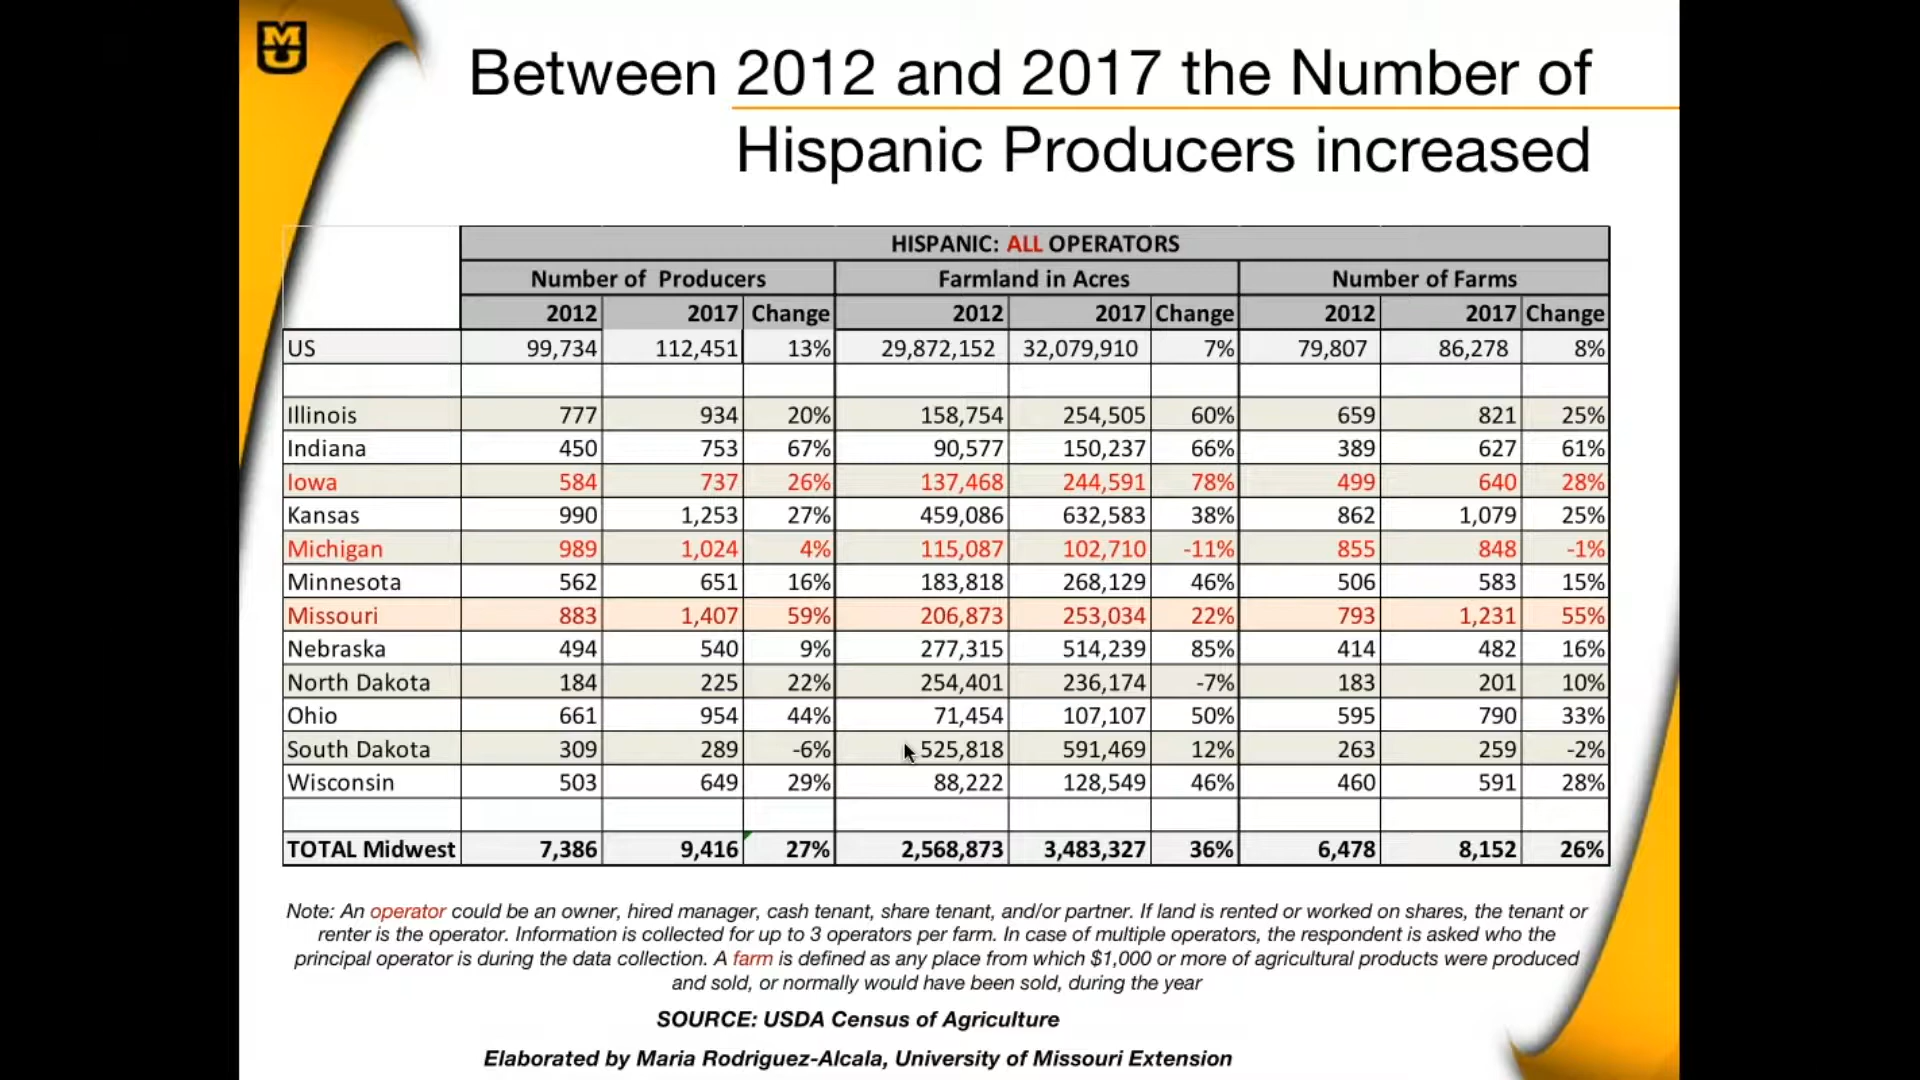 MU
Between 2012 and 2017 the Number of
Hispanic Producers increased
HISPANIC: ALL OPERATORS
Number of Producers Farmland in Acres Number of Farms
2012 2017 Change 2012 2017 Change 2012 2017 Change
US 99,734 112,451 13% 29,872,152 32,079,910 7% 79,807 86,278 8%
Illinois 777 934 20% 158,754 254,505 60% 659 821 25%
Indiana 450 753 67% 90,577 150,237 66% 389 627 61%
Iowa 584 737 26% 137,468 244,591 78% 499 640 28%
Kansas 990 1,253 27% 459,086 632,583 38% 862 1,079 25%
Michigan 989 1,024 4% 115,087 102,710 -11% 855 848 -1%
Minnesota 562 651 16% 183,818 268,129 46% 506 583 15%
Missouri 883 1,407 59% 206,873 253,034 22% 793 1,231 55%
Nebraska 494 540 9% 277,315 514,239 85% 414 482 16%
North Dakota 184 225 22% 254,401 236,174 -7% 183 201 10%
Ohio 661 954 44% 71,454 107,107 50% 595 790 33%
South Dakota 309 289 -6% 525,818 591,469 12% 263 259 -2%
Wisconsin 503 649 29% 88,222 128,549 46% 460 591 28%
TOTAL Midwest 7,386 9,416 27% 2,568,873 3,483,327 36% 6,478 8,152 26%
Note: An operator could be an owner, hired manager, cash tenant, share tenant, and/or partner. If land is rented or worked on shares, the tenant or
renter is the operator. Information is collected for up to 3 operators per farm. In case of multiple operators, the respondent is asked who the
principal operator is during the data collection. A farm is defined as any place from which $1,000 or more of agricultural products were produced
and sold, or normally would have been sold, during the year
SOURCE: USDA Census of Agriculture
Elaborated by Maria Rodriguez-Alcala, University of Missouri Extension